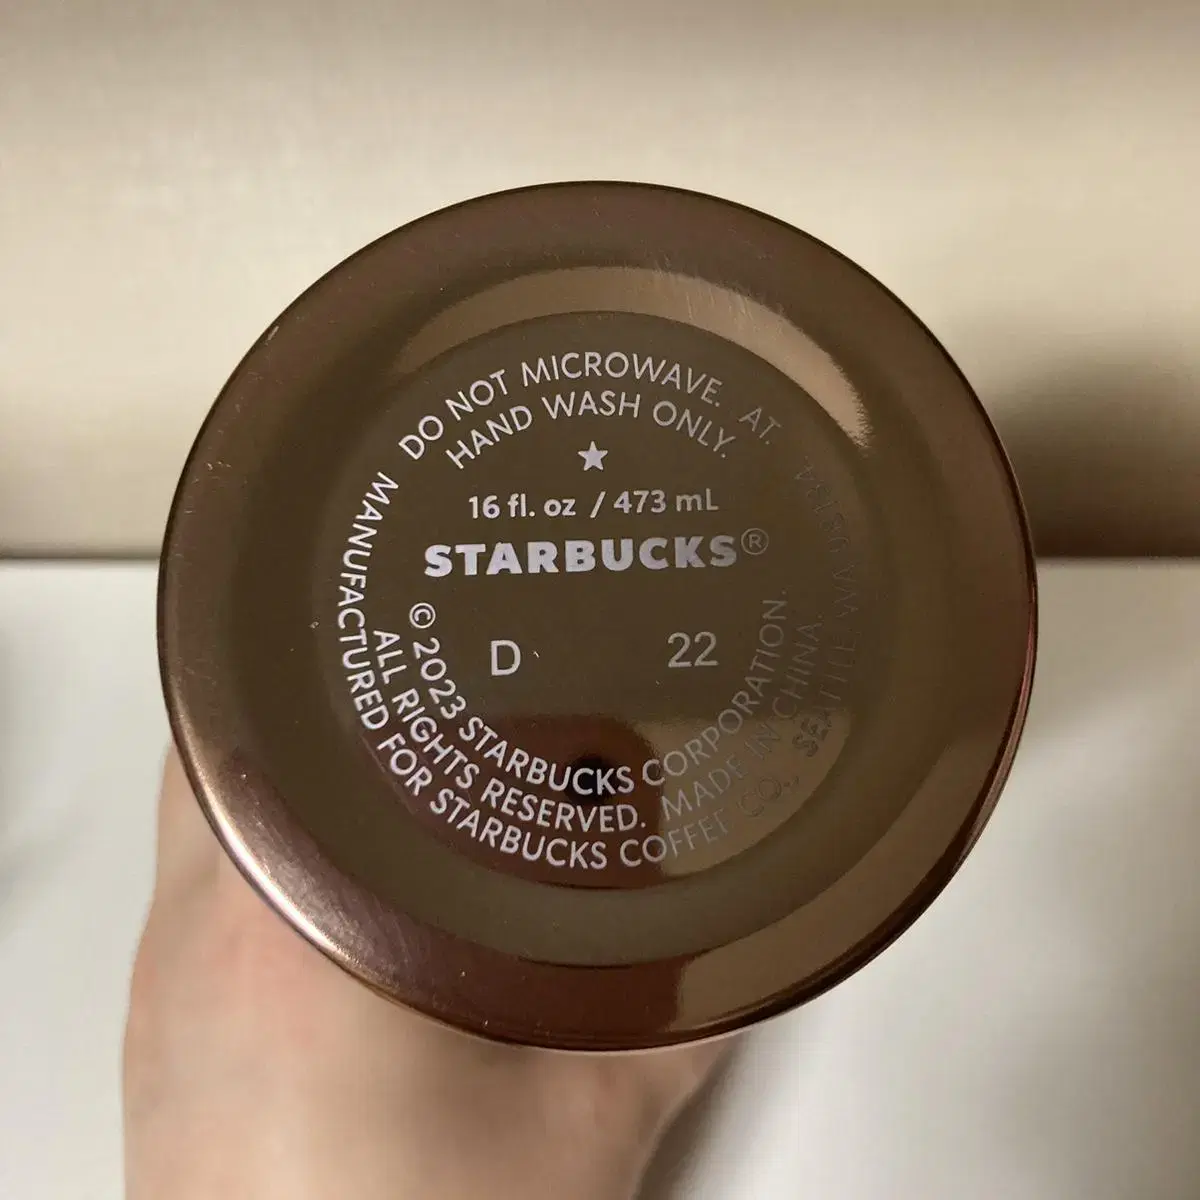 DO NOT MICROWAVE. AT.
HAND WASH ONLY.
16 fl. oz / 473 mL
STARBUCKS®
D 22
© 2023 STARBUCKS CORPORATION.
ALL RIGHTS RESERVED. MADE IN CHINA.
MANUFACTURED FOR STARBUCKS COFFEE CO., SEATTLE WA 98134.